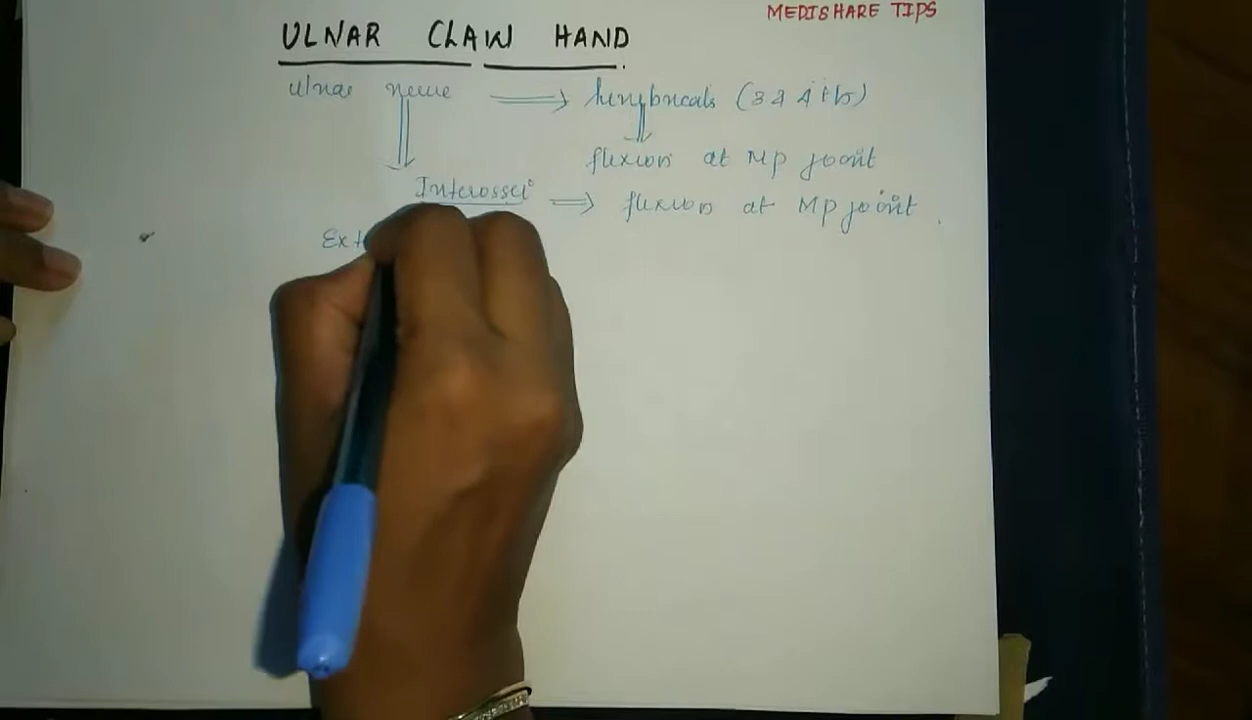 MEDISHARE TIPS
ULNAR CLAW HAND
ulnar nerve ⟹ lumbricals (3 & 4th)
flexion at MP joint
Interossei ⟹ flexion at MP joint
Ext